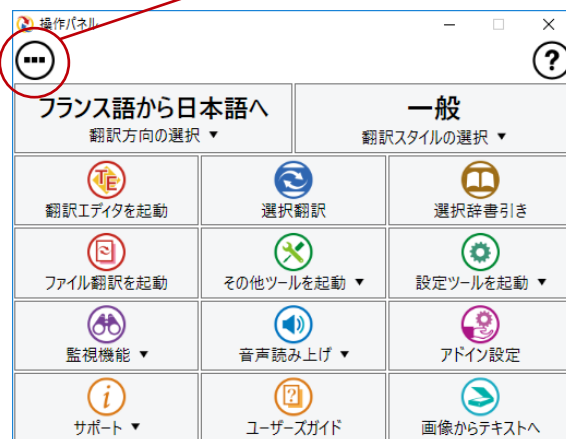 操作パネル
フランス語から日本語へ
翻訳方向の選択 ▼
一般
翻訳スタイルの選択 ▼
TE
翻訳エディタを起動
選択翻訳
選択辞書引き
ファイル翻訳を起動
その他ツールを起動 ▼
設定ツールを起動 ▼
監視機能 ▼
音声読み上げ ▼
アドイン設定
サポート ▼
ユーザーズガイド
画像からテキストへ